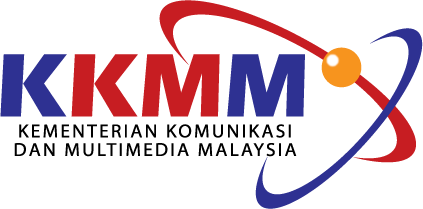 KKMM
KEMENTERIAN KOMUNIKASI
DAN MULTIMEDIA MALAYSIA